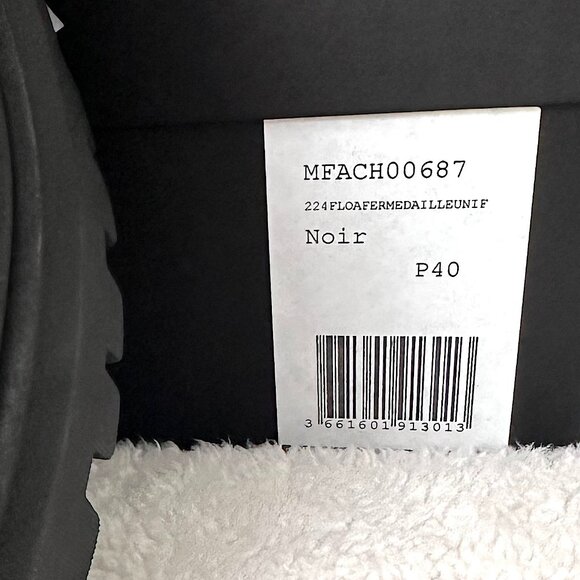 MFACH00687
224FLOAFERMEDAILLEUNIF
Noir
P40
3 661601 913013